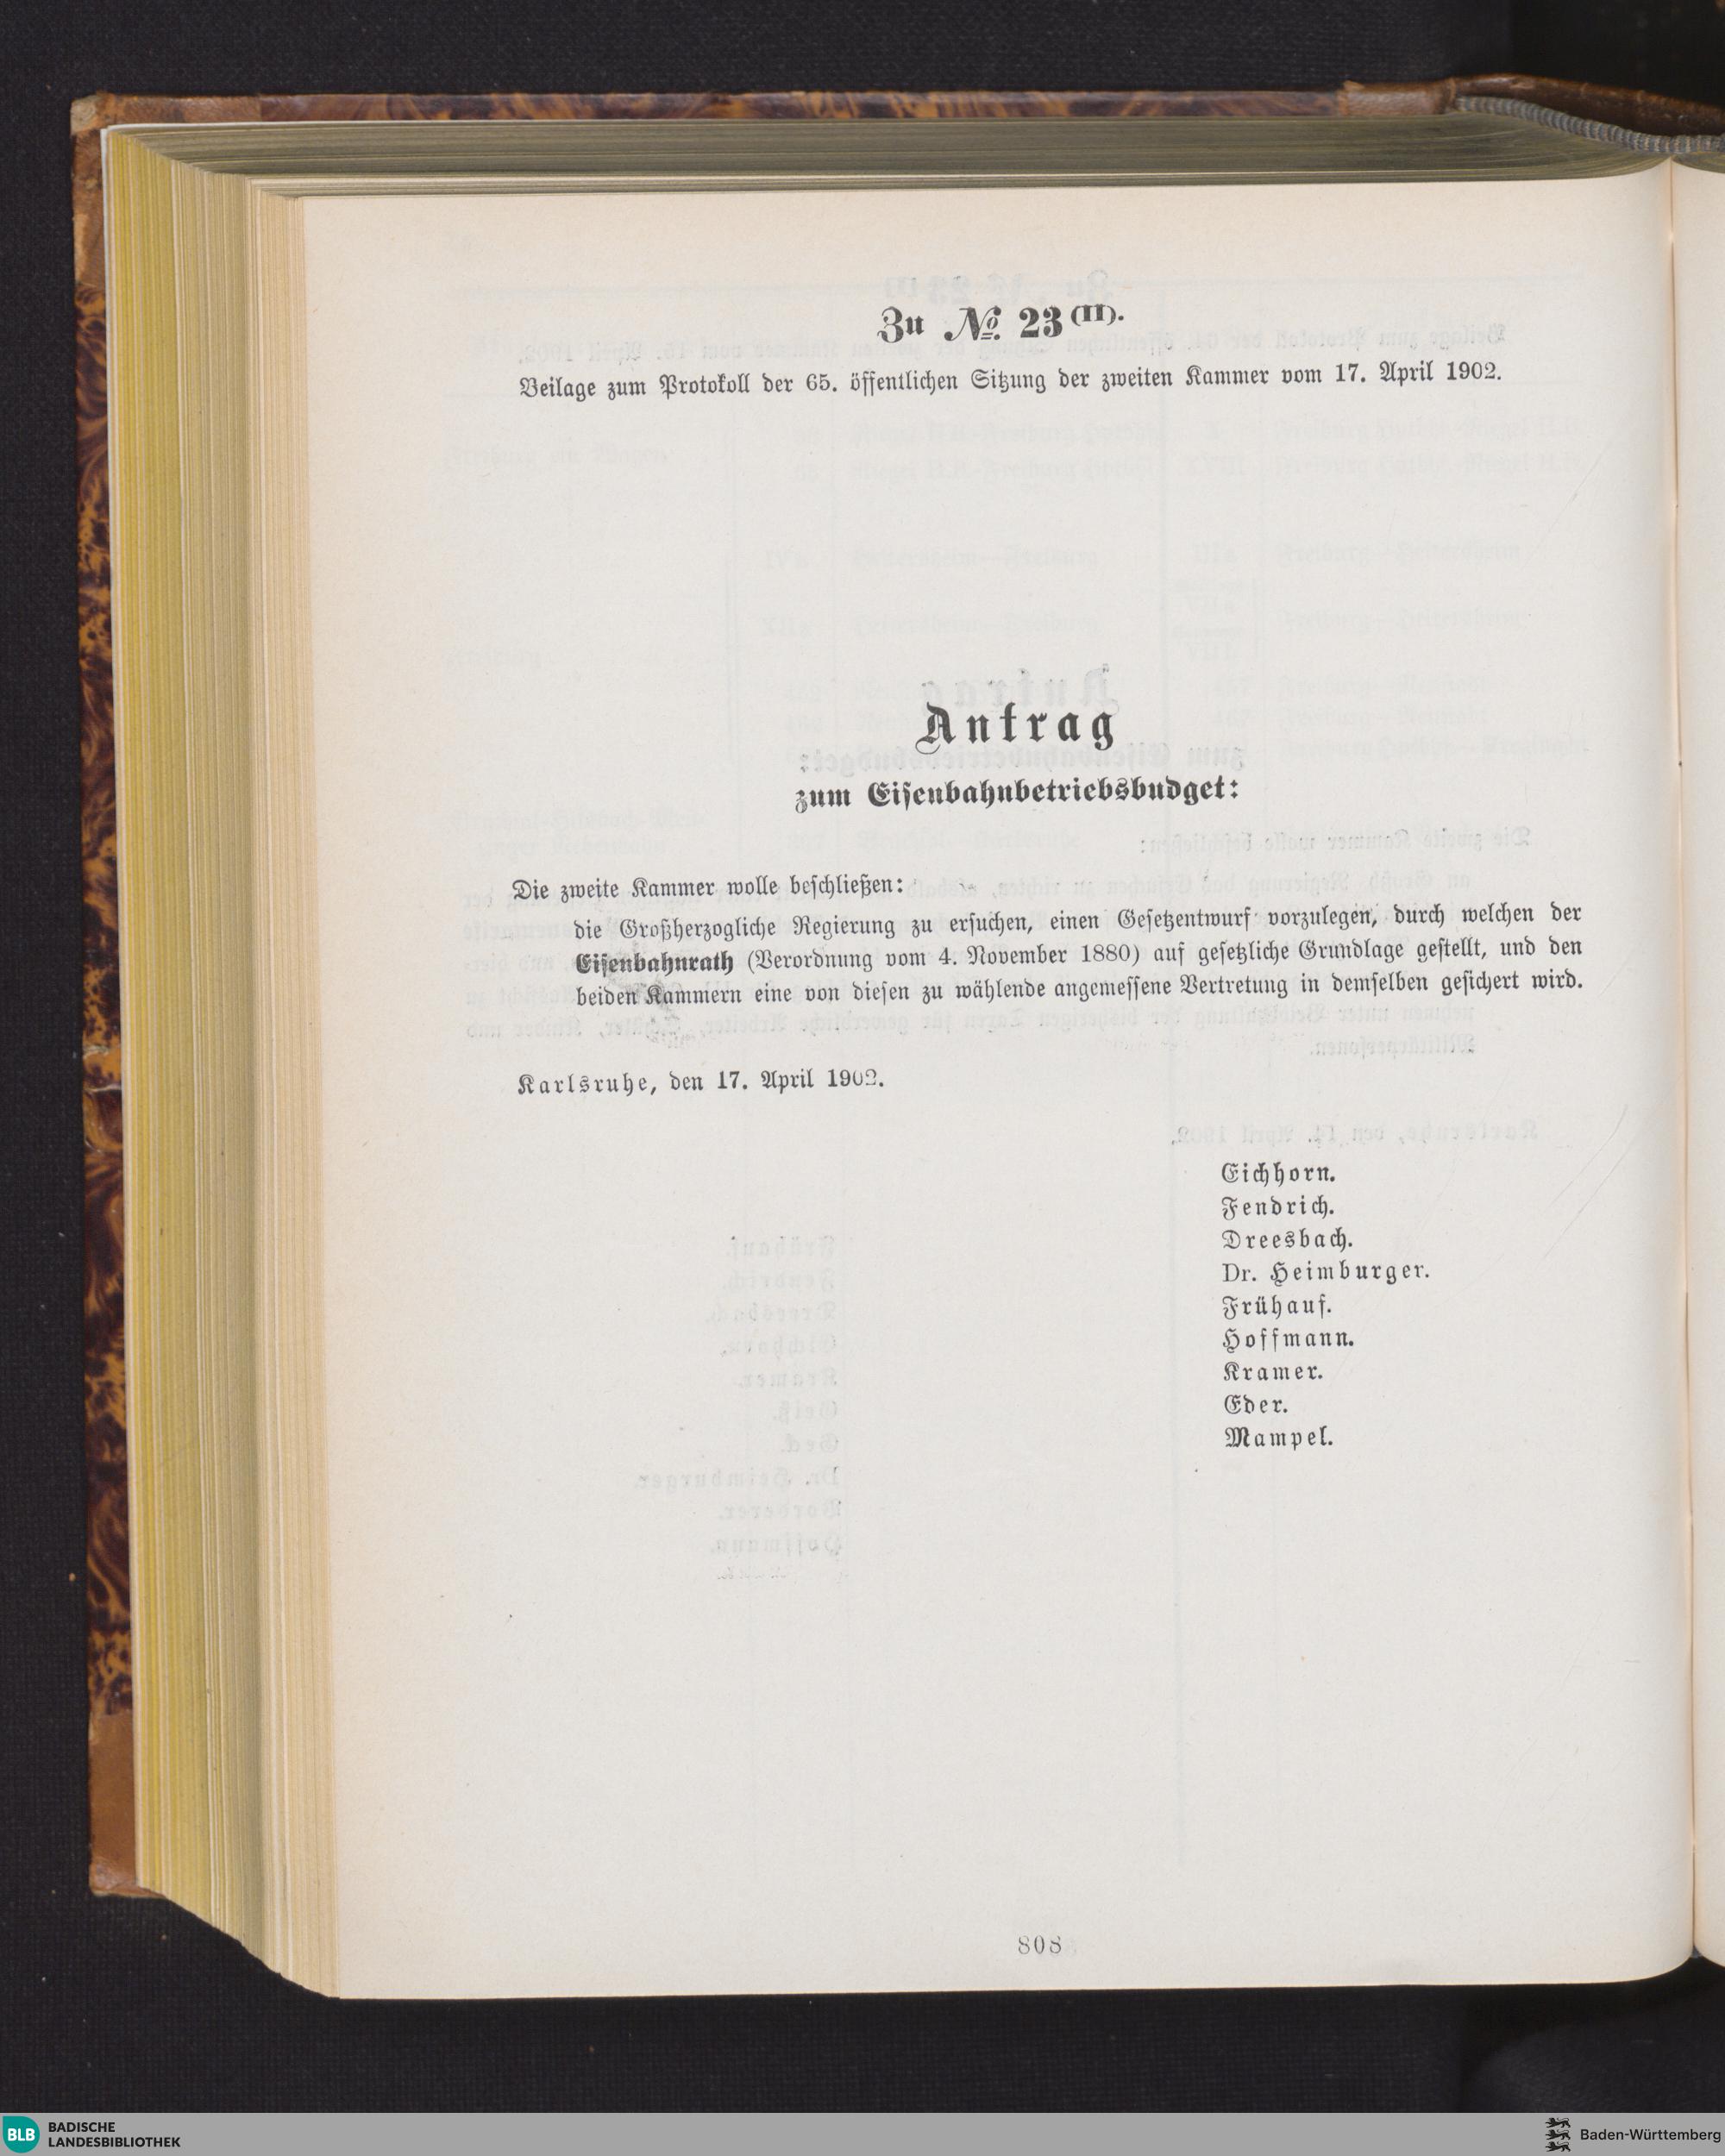 Zu № 23 (II).
Beilage zum Protokoll der 65. öffentlichen Sitzung der zweiten Kammer vom 17. April 1902.
Antrag
zum Eisenbahnbetriebsbudget:
Die zweite Kammer wolle beschließen:
die Großherzogliche Regierung zu ersuchen, einen Gesetzentwurf vorzulegen, durch welchen der
Eisenbahnrath (Verordnung vom 4. November 1880) auf gesetzliche Grundlage gestellt, und den
beiden Kammern eine von diesen zu wählende angemessene Vertretung in demselben gesichert wird.
Karlsruhe, den 17. April 1902.
Eichhorn.
Fendrich.
Dreesbach.
Dr. Heimburger.
Frühauf.
Hoffmann.
Kramer.
Eder.
Mampel.
808
BLB BADISCHE
LANDESBIBLIOTHEK
Baden-Württemberg